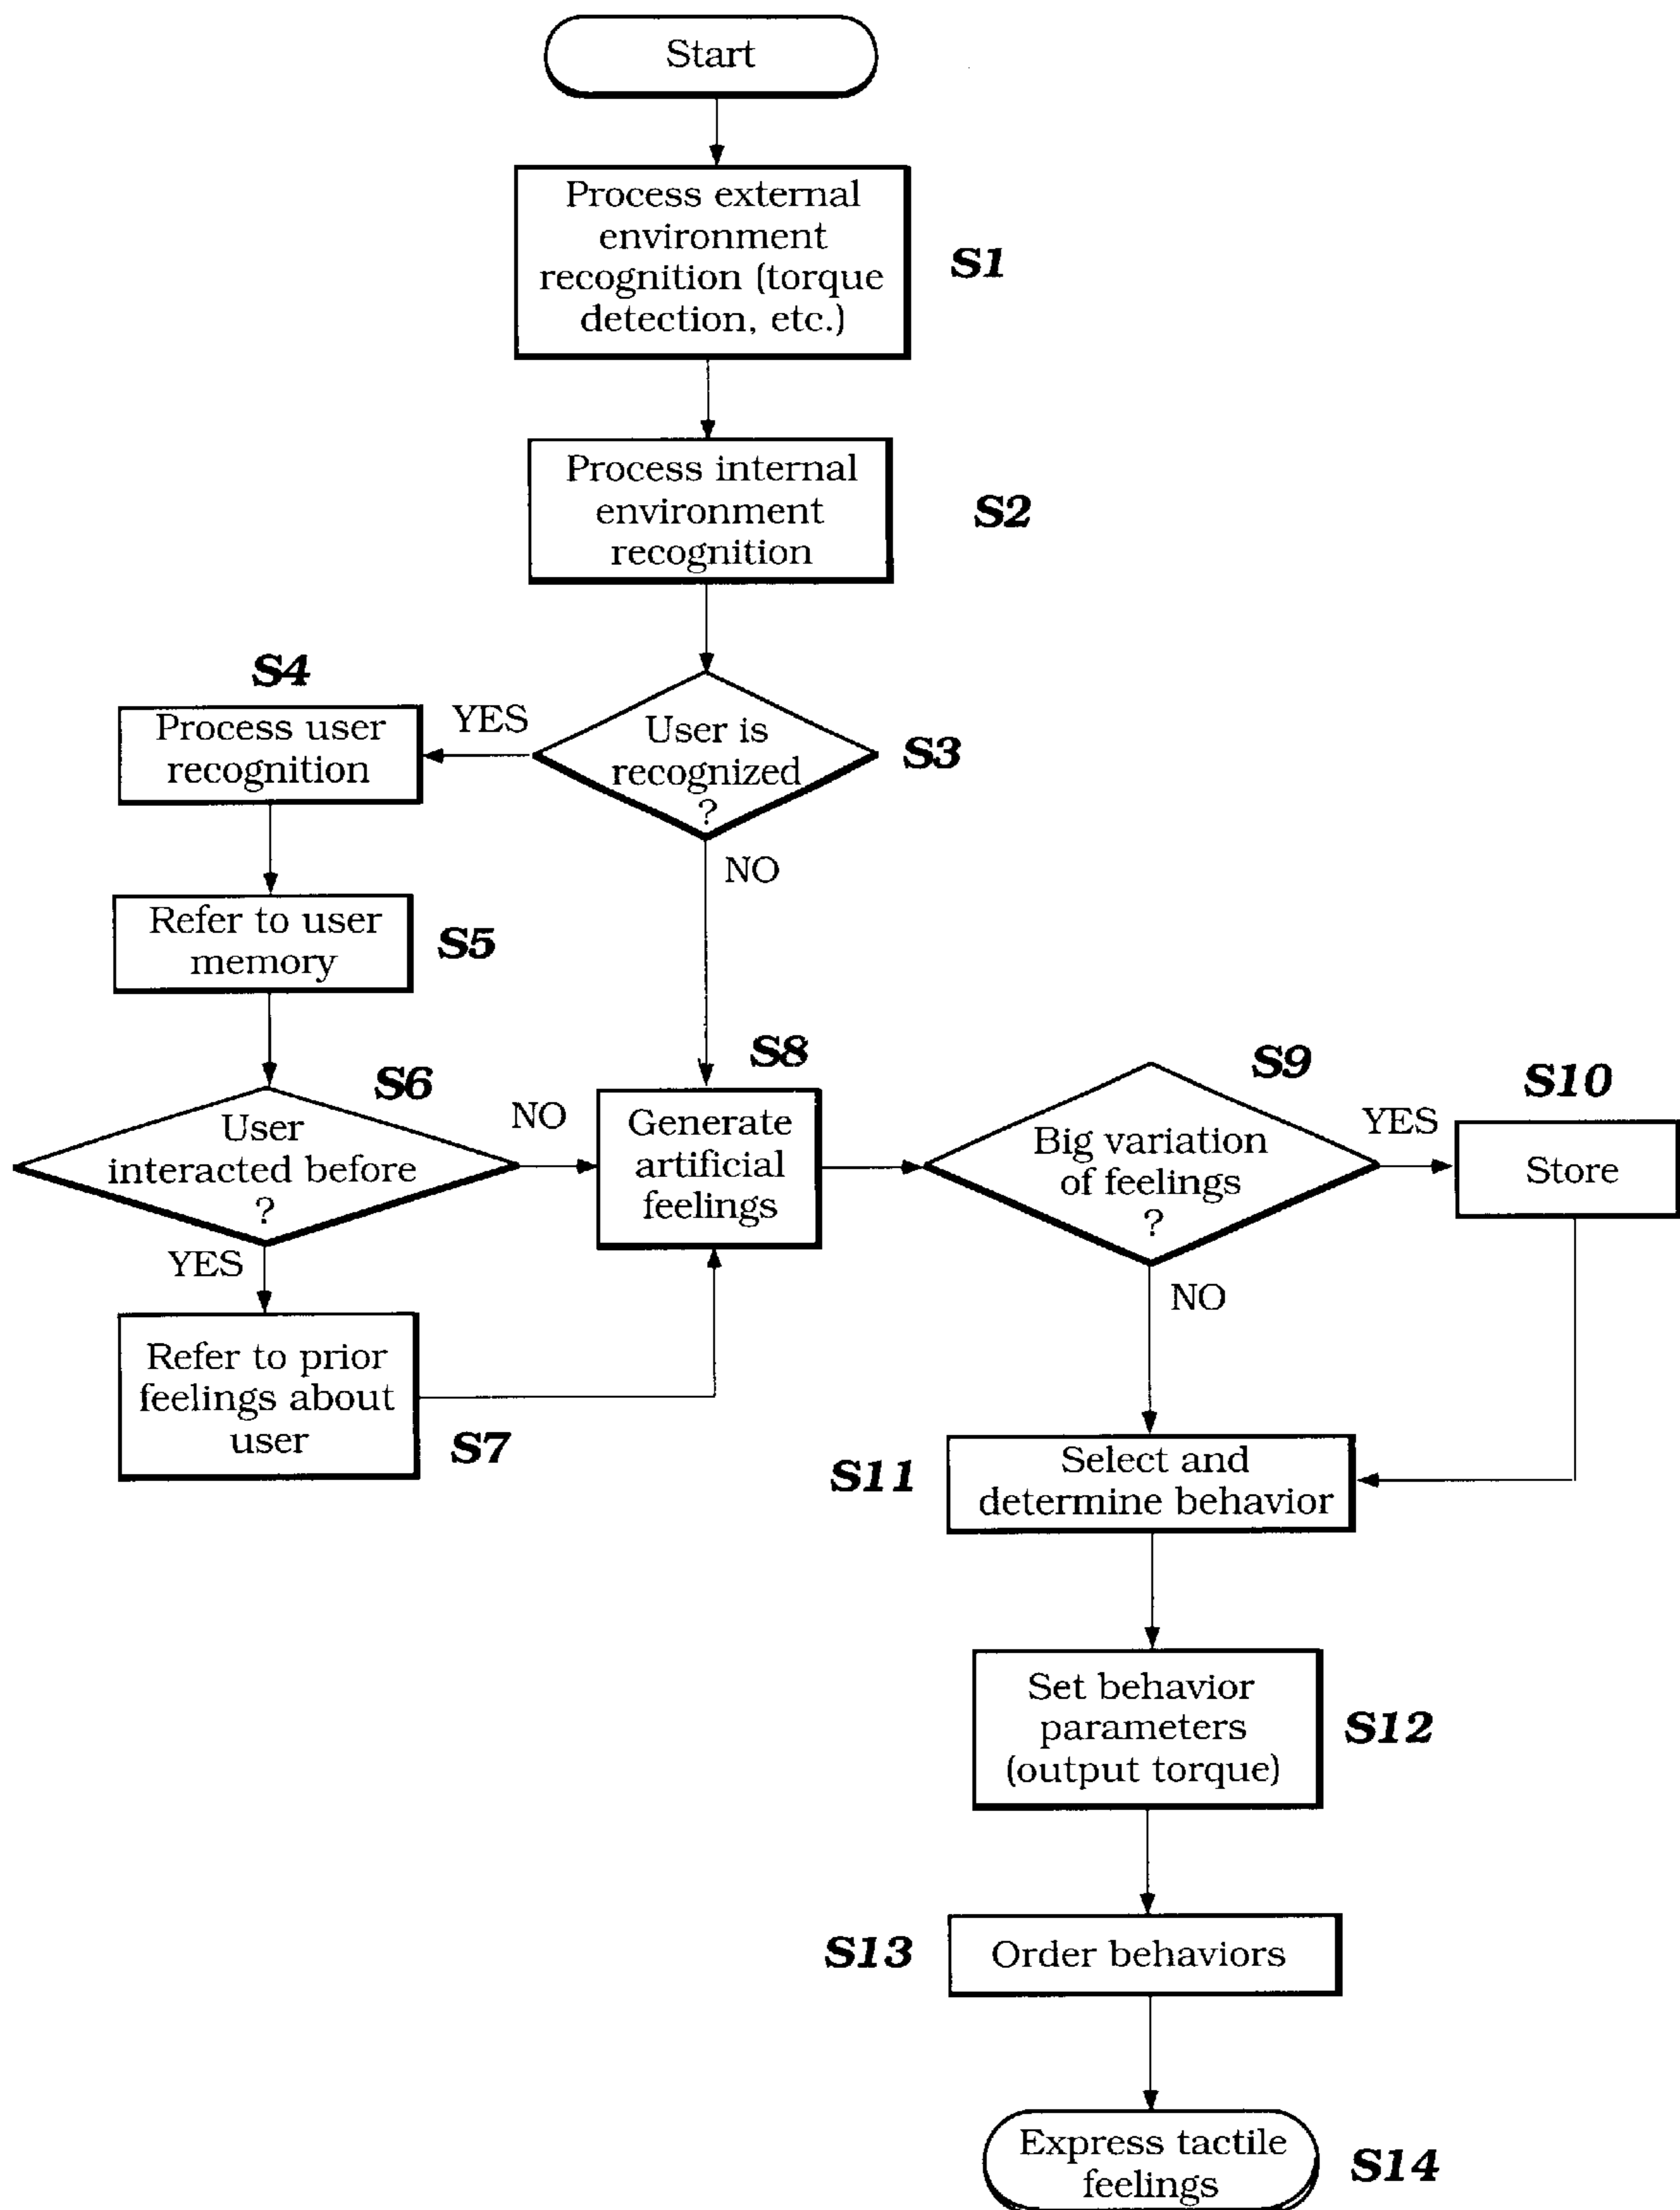 Start
Process external
environment
recognition (torque
detection, etc.)
S1
Process internal
environment
recognition
S2
User is
recognized
?
S3
YES
NO
S4
Process user
recognition
Refer to user
memory
S5
S6
User
interacted before
?
NO
YES
Refer to prior
feelings about
user
S7
S8
Generate
artificial
feelings
S9
Big variation
of feelings
?
YES
NO
S10
Store
S11
Select and
determine behavior
Set behavior
parameters
(output torque)
S12
S13
Order behaviors
Express tactile
feelings
S14